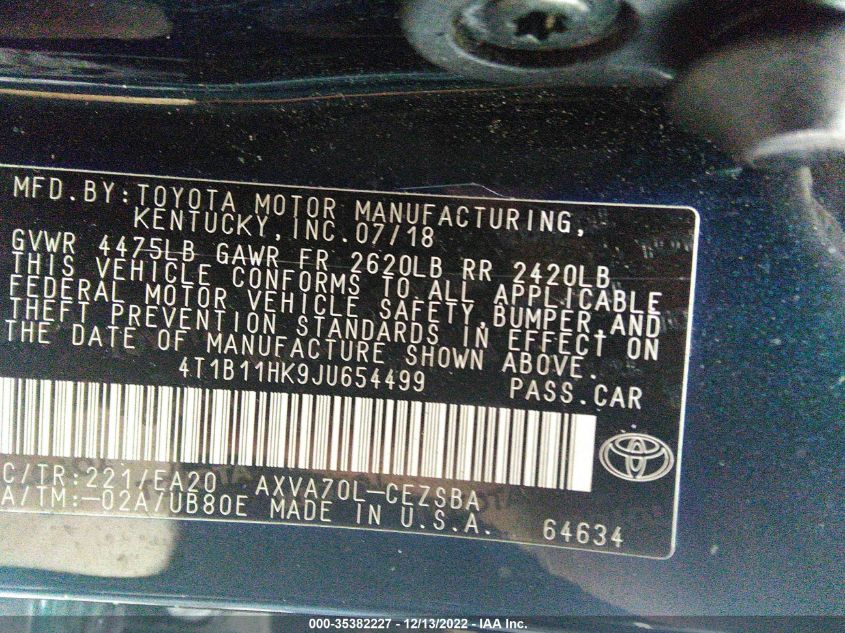 MFD.BY:TOYOTA MOTOR MANUFACTURING,
KENTUCKY, INC. 07/18
GVWR 4475LB GAWR FR 2620LB RR 2420LB
THIS VEHICLE CONFORMS TO ALL APPLICABLE
FEDERAL MOTOR VEHICLE SAFETY, BUMPER, AND
THEFT PREVENTION STANDARDS IN EFFECT ON
THE DATE OF MANUFACTURE SHOWN ABOVE.
4T1B11HK9JU654499 PASS.CAR
C/TR:221/EA20 AXVA70L-CEZSBA
A/TM:-02A/UB80E MADE IN U.S.A. 64634
000-35382227 - 12/13/2022 - IAA Inc.